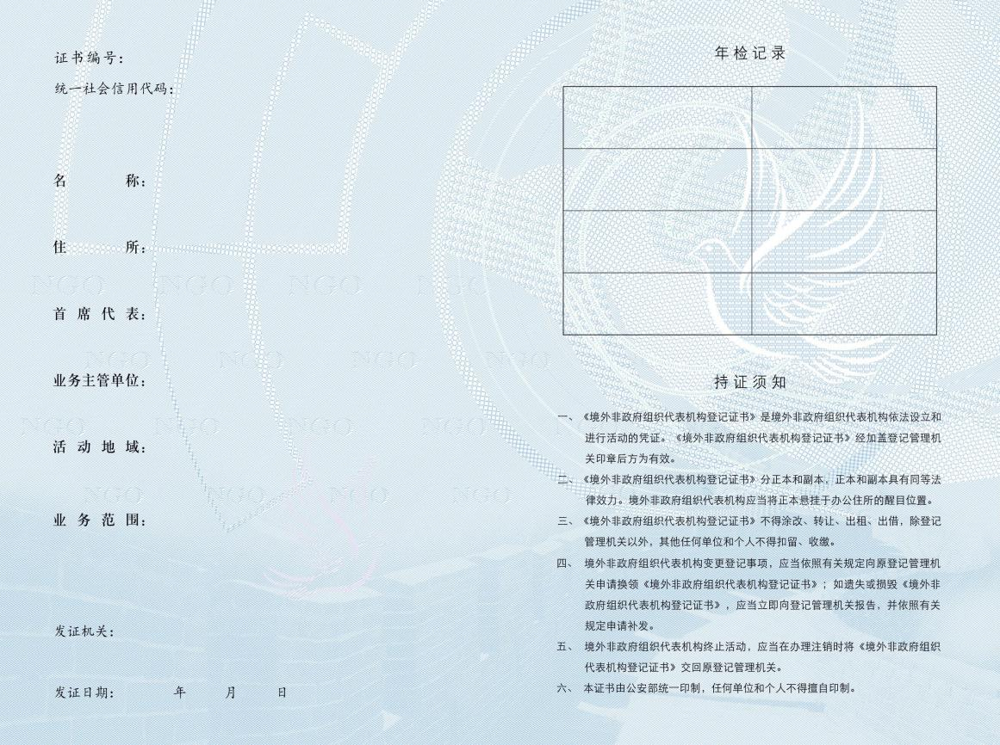 证书编号：
统一社会信用代码：
名 称：
住 所：
首 席 代 表：
业务主管单位：
活 动 地 域：
业 务 范 围：
发证机关：
发证日期： 年 月 日
NGO NGO NGO NGO
NGO NGO NGO NGO
NGO NGO NGO NGO NGO
NGO NGO NGO NGO
年检记录
持证须知
一、《境外非政府组织代表机构登记证书》是境外非政府组织代表机构依法设立和
进行活动的凭证。《境外非政府组织代表机构登记证书》经加盖登记管理机
关印章后方为有效。
二、《境外非政府组织代表机构登记证书》分正本和副本，正本和副本具有同等法
律效力。境外非政府组织代表机构应当将正本悬挂于办公住所的醒目位置。
三、《境外非政府组织代表机构登记证书》不得涂改、转让、出租、出借，除登记
管理机关以外，其他任何单位和个人不得扣留、收缴。
四、境外非政府组织代表机构变更登记事项，应当依照有关规定向原登记管理机
关申请换领《境外非政府组织代表机构登记证书》；如遗失或损毁《境外非
政府组织代表机构登记证书》，应当立即向登记管理机关报告，并依照有关
规定申请补发。
五、境外非政府组织代表机构终止活动，应当在办理注销时将《境外非政府组织
代表机构登记证书》交回原登记管理机关。
六、本证书由公安部统一印制，任何单位和个人不得擅自印制。